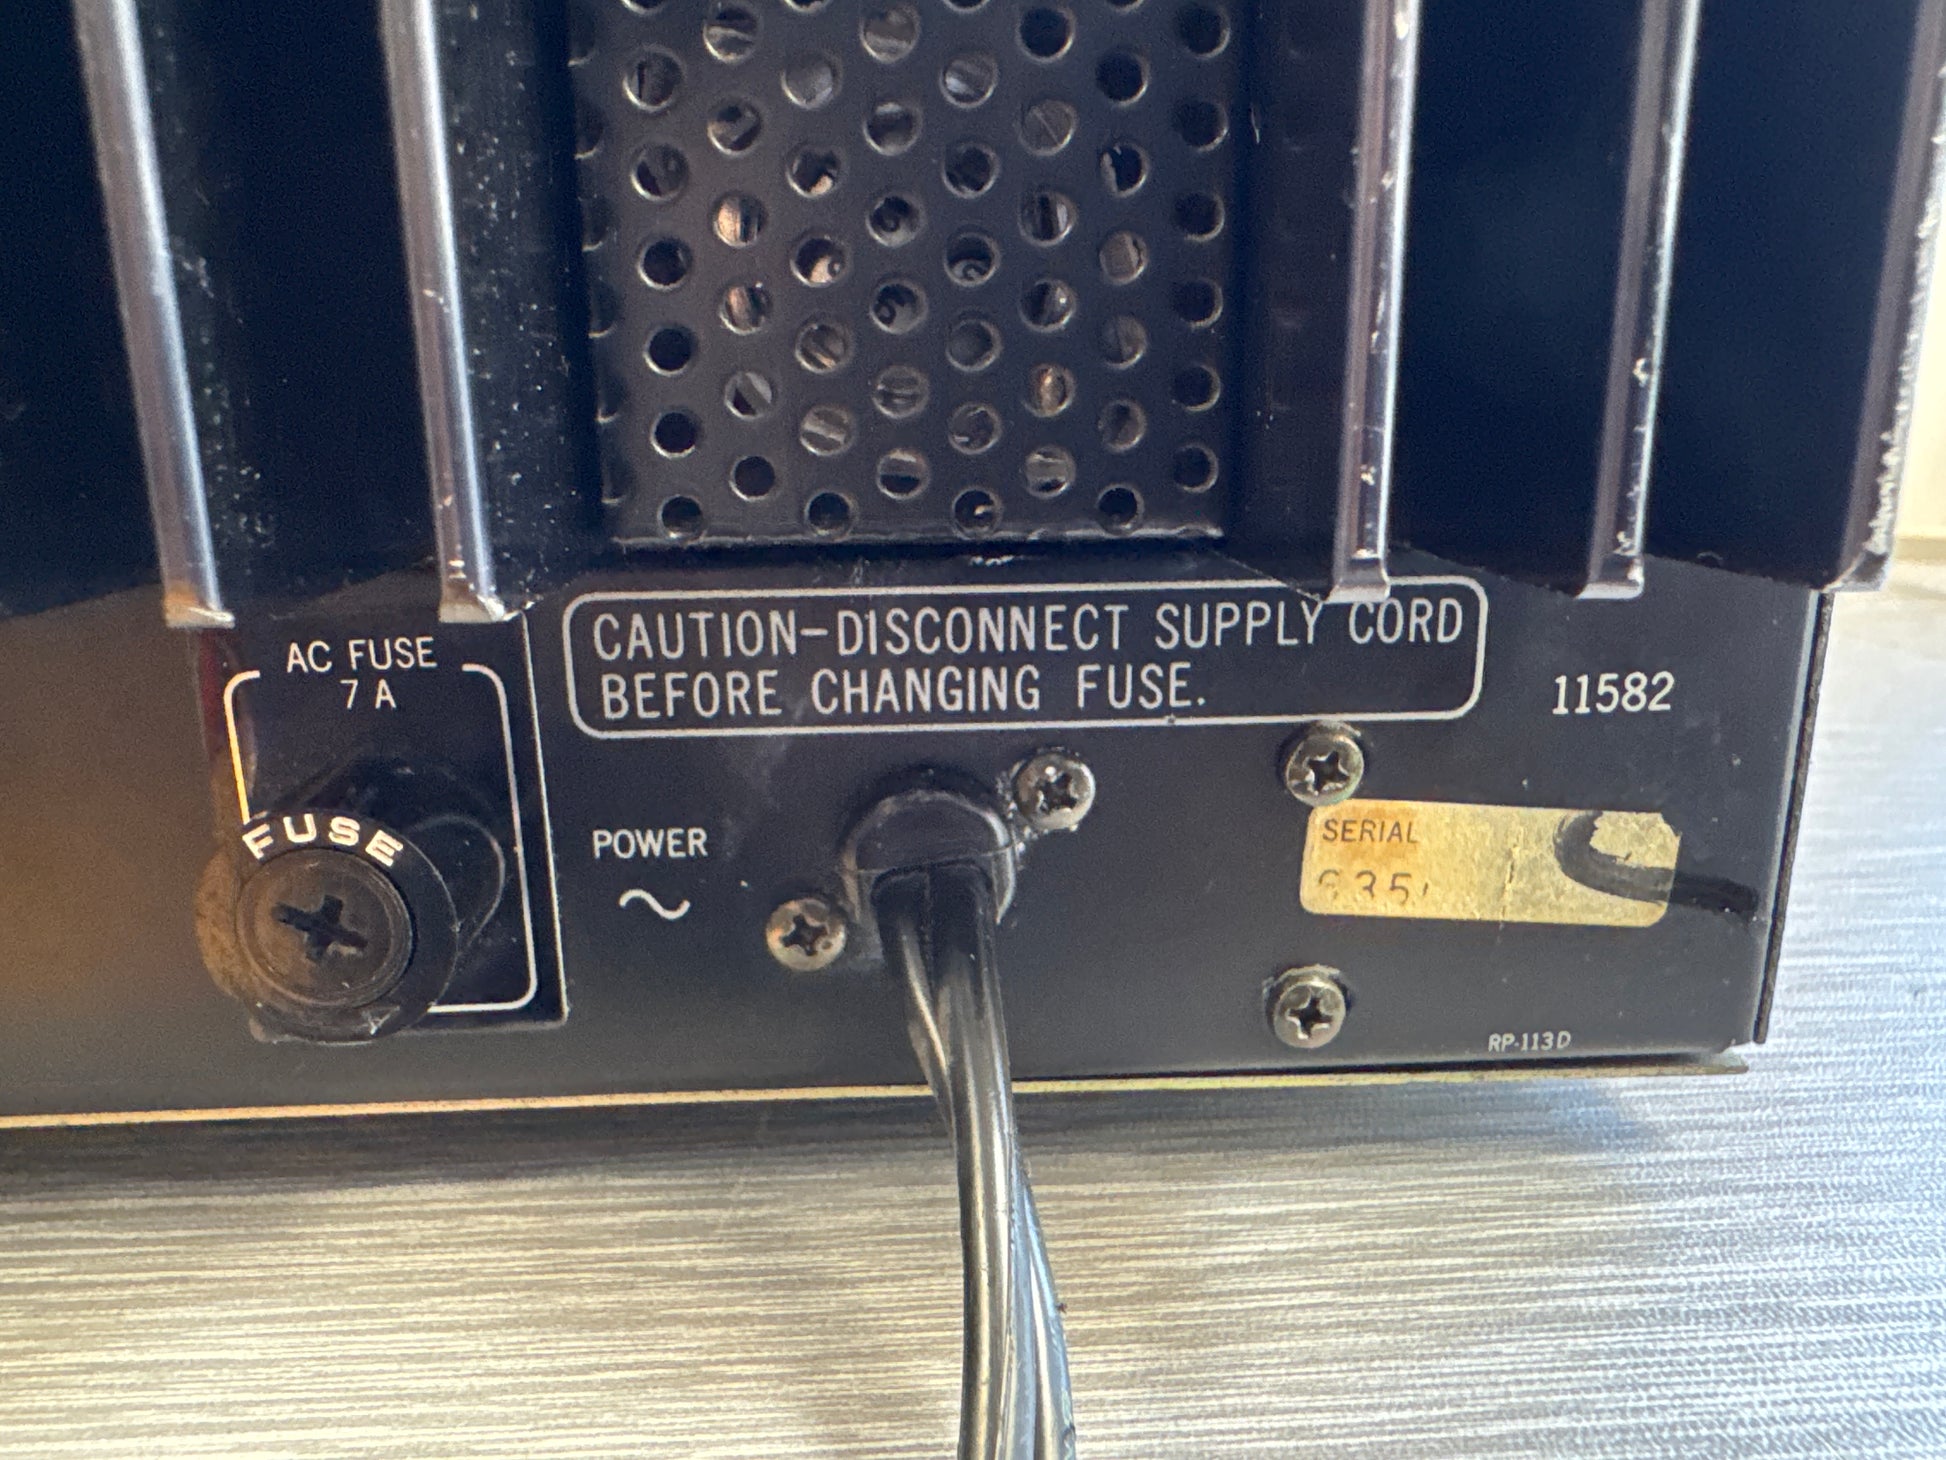 AC FUSE
7 A
CAUTION–DISCONNECT SUPPLY CORD
BEFORE CHANGING FUSE.
11582
FUSE
POWER
SERIAL
RP-113D